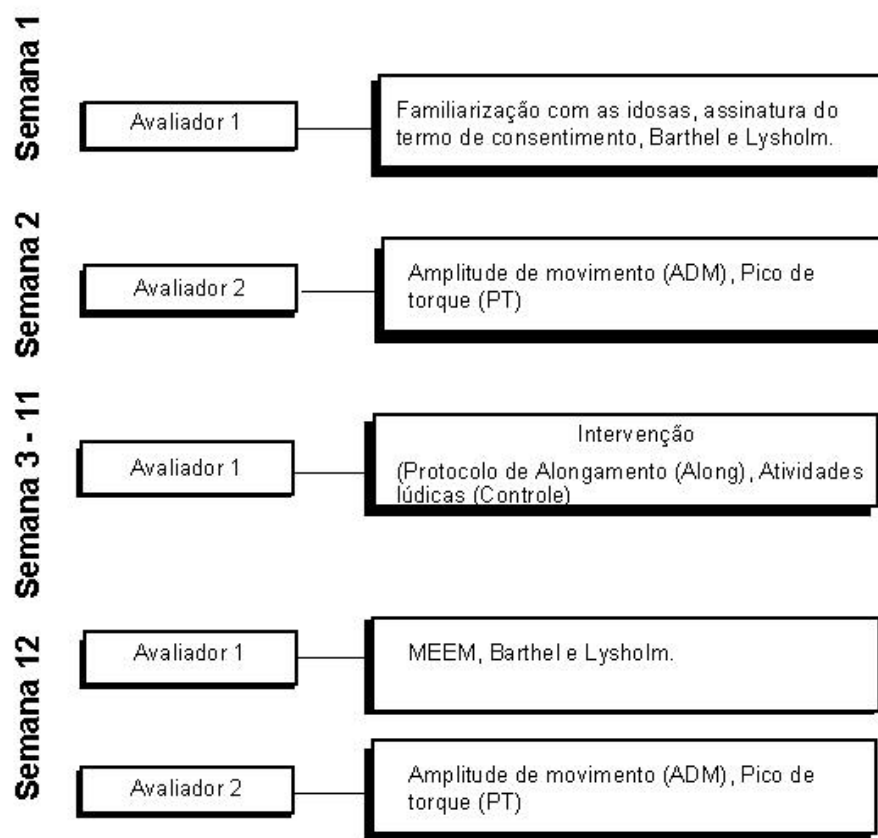 Semana 1
Avaliador 1
Familiarização com as idosas, assinatura do
termo de consentimento, Barthel e Lysholm.
Semana 2
Avaliador 2
Amplitude de movimento (ADM), Pico de
torque (PT)
Semana 3 - 11
Avaliador 1
Intervenção
(Protocolo de Alongamento (Along), Atividades
lúdicas (Controle)
Semana 12
Avaliador 1
MEEM, Barthel e Lysholm.
Avaliador 2
Amplitude de movimento (ADM), Pico de
torque (PT)